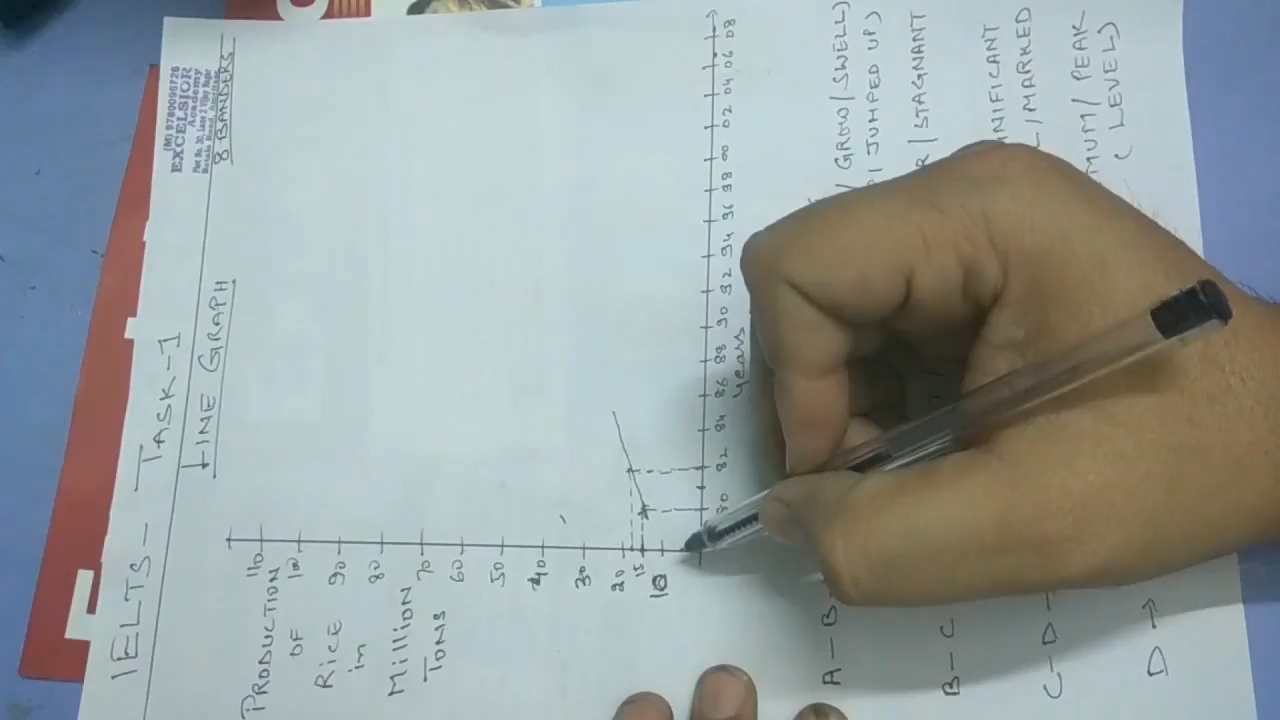 (M) 9780096726
EXCELSIOR
Academy
IELTS - TASK-1
8 BANDERS
LINE GRAPH
PRODUCTION
OF
RICE
in
Million
TONS
110
100
90
80
70
60
50
40
30
20
15
10
80 82 84 86 88 90 92 94 96 98 00 02 04 06 08
years
A - B / GROW / SWELL)
/ JUMPED UP)
B - C / STAGNANT
C - D →
/ MARKED
D → / PEAK
( LEVEL)